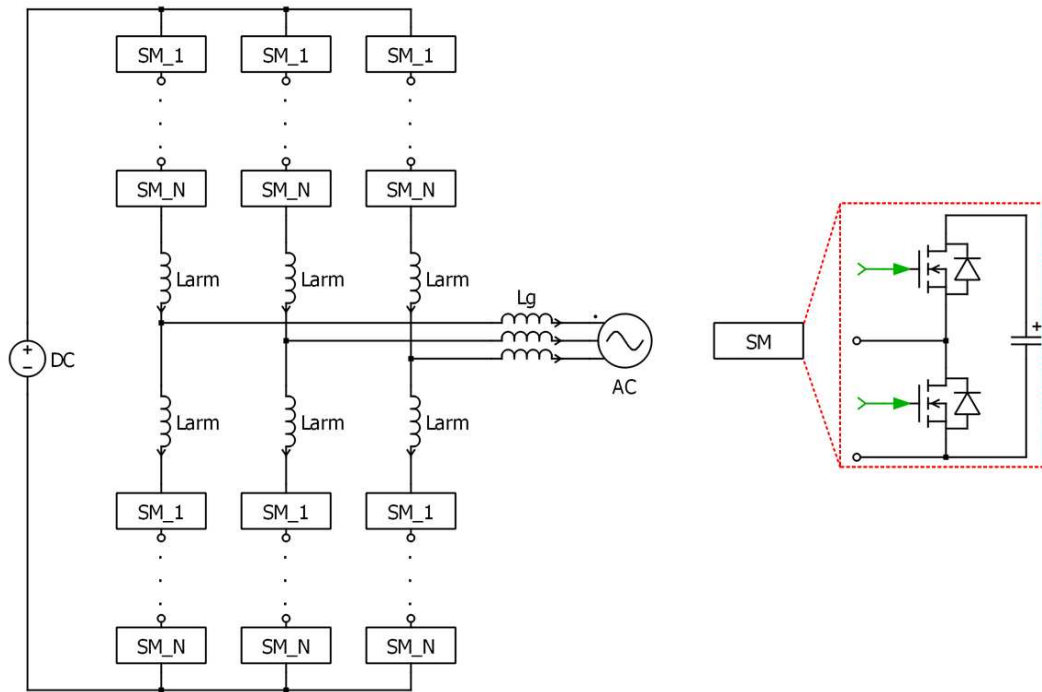 SM_1 SM_1 SM_1
SM_N SM_N SM_N
Larm Larm Larm
Lg
DC
AC
SM
Larm Larm Larm
SM_1 SM_1 SM_1
SM_N SM_N SM_N